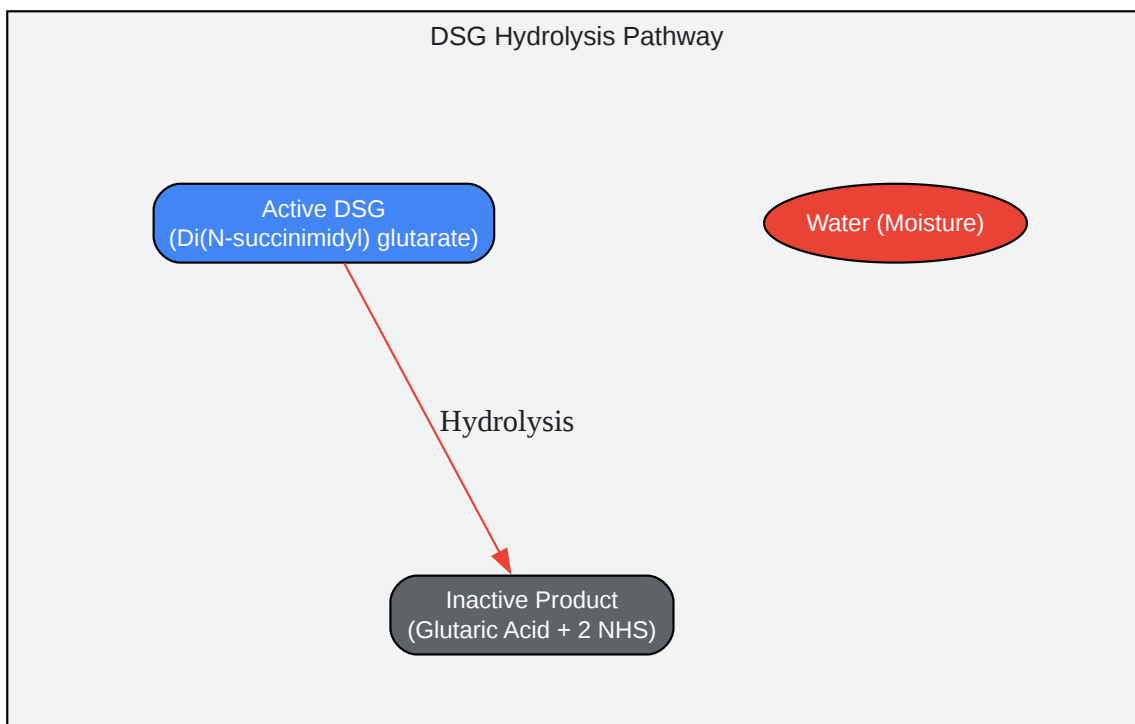 DSG Hydrolysis Pathway
Active DSG
(Di(N-succinimidyl) glutarate)
Water (Moisture)
Hydrolysis
Inactive Product
(Glutaric Acid + 2 NHS)